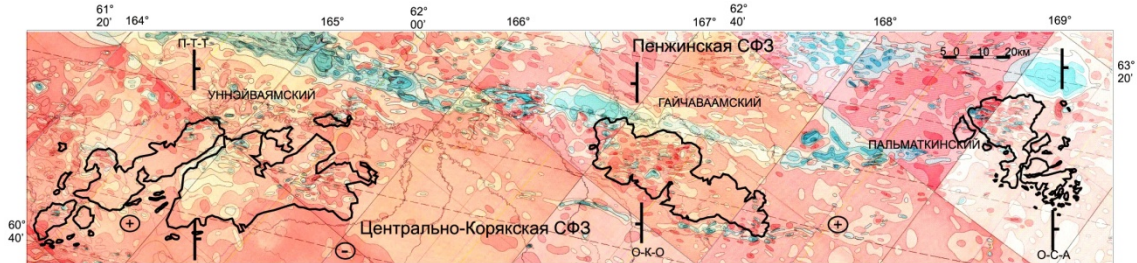 61° 20' 164° 165° 62° 00' 166° 167° 62° 40' 168° 169°
П-Т-Т
Пенжинская СФЗ
5 0 10 20км
63° 20'
УННЭЙВАЯМСКИЙ
ГАЙЧАВААМСКИЙ
ПАЛЬМАТКИНСКИЙ
60° 40'
+
Центрально-Корякская СФЗ
+
-
О-К-О
О-С-А